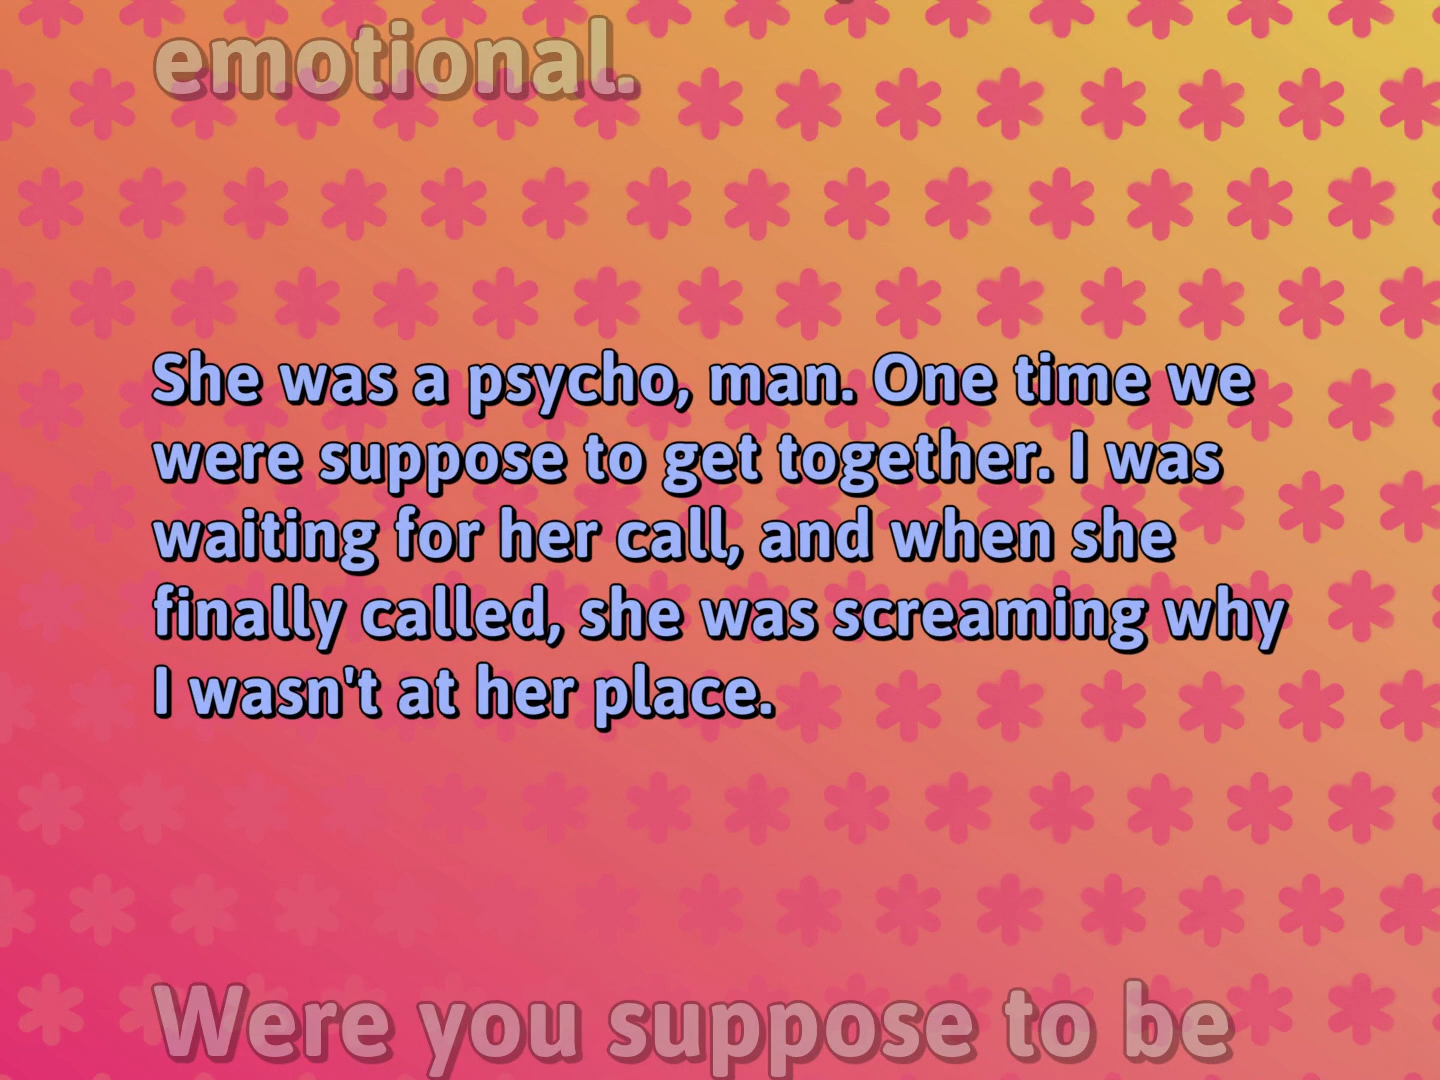 emotional.
She was a psycho, man. One time we
were suppose to get together. I was
waiting for her call, and when she
finally called, she was screaming why
I wasn't at her place.
Were you suppose to be